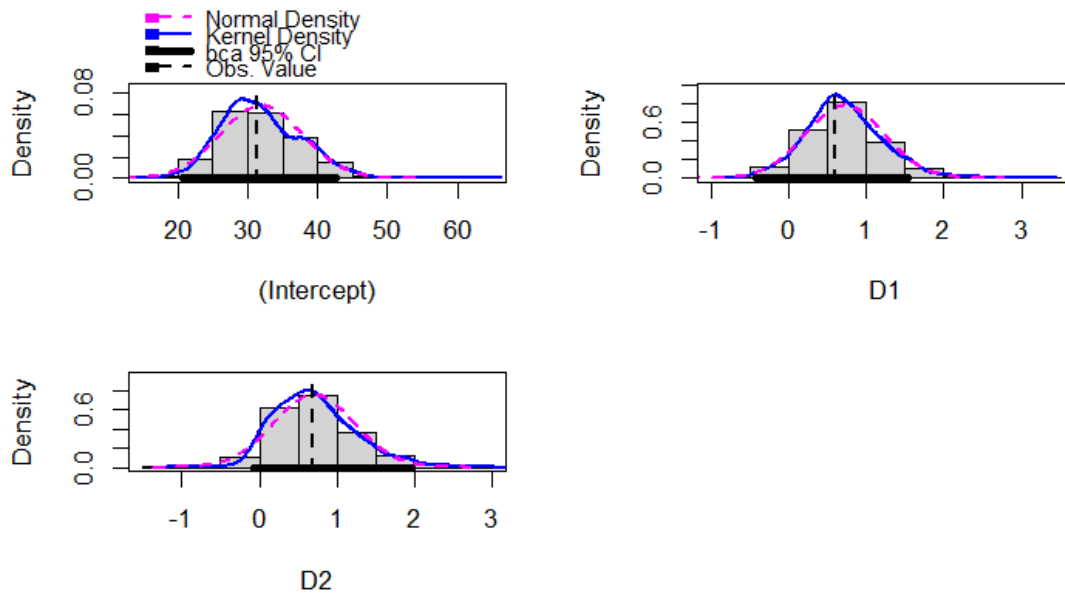 Normal Density
Kernel Density
bca 95% CI
Obs. Value
Density
0.00
0.08
20 30 40 50 60
(Intercept)
Density
0.0
0.6
-1 0 1 2 3
D1
Density
0.0
0.6
-1 0 1 2 3
D2